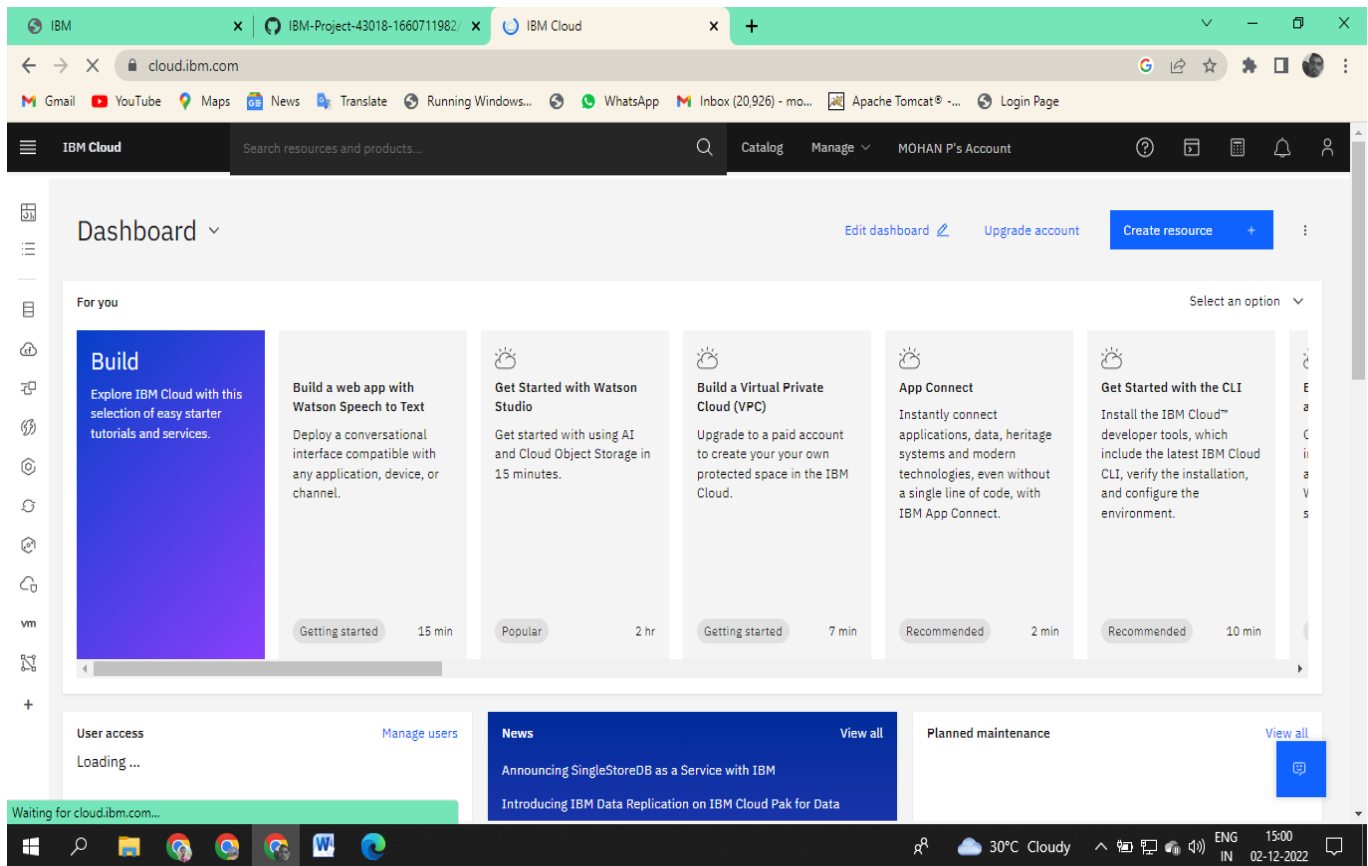 IBM
IBM-Project-43018-1660711982/
IBM Cloud
cloud.ibm.com
Gmail YouTube Maps News Translate Running Windows... WhatsApp Inbox (20,926) - mo... Apache Tomcat® -... Login Page
IBM Cloud
Search resources and products...
Catalog
Manage
MOHAN P's Account
Dashboard
Edit dashboard
Upgrade account
Create resource +
For you
Select an option
Build
Explore IBM Cloud with this
selection of easy starter
tutorials and services.
Build a web app with
Watson Speech to Text
Deploy a conversational
interface compatible with
any application, device, or
channel.
Getting started 15 min
Get Started with Watson
Studio
Get started with using AI
and Cloud Object Storage in
15 minutes.
Popular 2 hr
Build a Virtual Private
Cloud (VPC)
Upgrade to a paid account
to create your your own
protected space in the IBM
Cloud.
Getting started 7 min
App Connect
Instantly connect
applications, data, heritage
systems and modern
technologies, even without
a single line of code, with
IBM App Connect.
Recommended 2 min
Get Started with the CLI
Install the IBM Cloud™
developer tools, which
include the latest IBM Cloud
CLI, verify the installation,
and configure the
environment.
Recommended 10 min
vm
User access
Manage users
Loading ...
News
View all
Announcing SingleStoreDB as a Service with IBM
Introducing IBM Data Replication on IBM Cloud Pak for Data
Planned maintenance
View all
Waiting for cloud.ibm.com...
30°C Cloudy
ENG
IN
15:00
02-12-2022